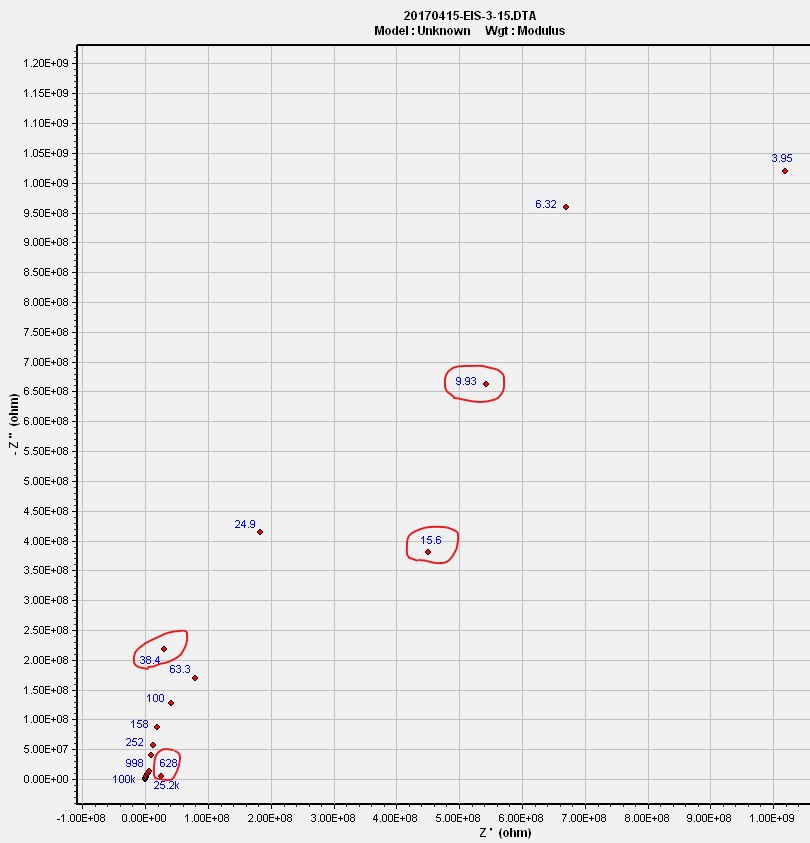 20170415-EIS-3-15.DTA
Model : Unknown Wgt : Modulus
1.20E+09
1.15E+09
1.10E+09
1.05E+09
1.00E+09
9.50E+08
9.00E+08
8.50E+08
8.00E+08
7.50E+08
7.00E+08
6.50E+08
6.00E+08
5.50E+08
5.00E+08
4.50E+08
4.00E+08
3.50E+08
3.00E+08
2.50E+08
2.00E+08
1.50E+08
1.00E+08
5.00E+07
0.00E+00
- Z '' (ohm)
3.95
6.32
9.93
24.9
15.6
38.4
63.3
100
158
252
998
628
100k
25.2k
-1.00E+08 0.00E+00 1.00E+08 2.00E+08 3.00E+08 4.00E+08 5.00E+08 6.00E+08 7.00E+08 8.00E+08 9.00E+08 1.00E+09
Z ' (ohm)